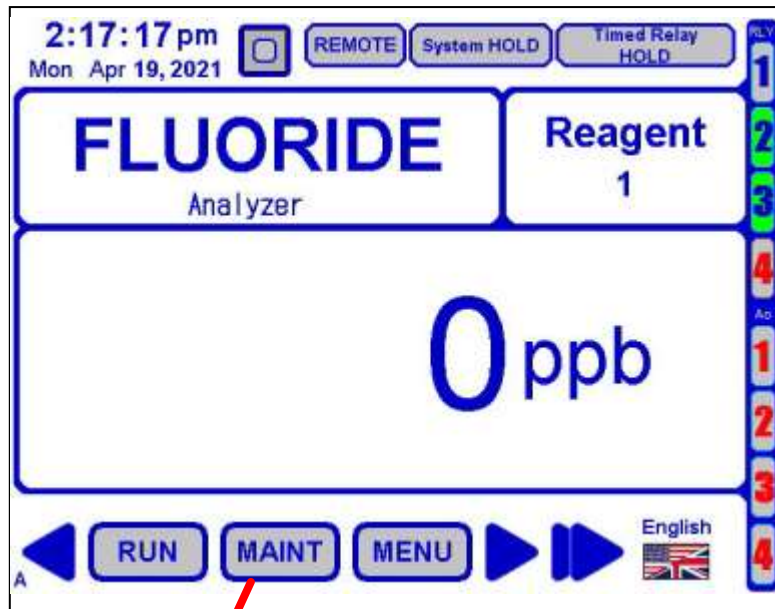 2:17:17 pm
Mon Apr 19, 2021
REMOTE
System HOLD
Timed Relay
HOLD
RLY
1
2
3
4
Ao
1
2
3
4
FLUORIDE
Analyzer
Reagent
1
0 ppb
A
RUN
MAINT
MENU
English